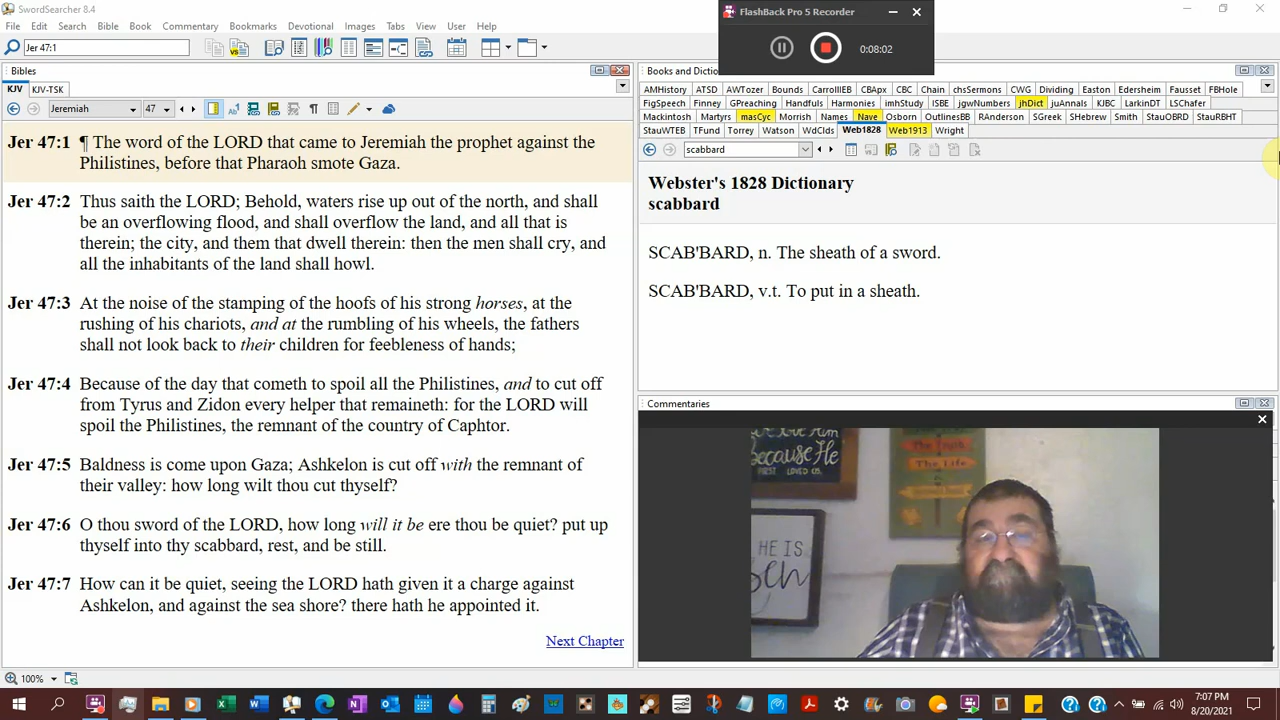 SwordSearcher 8.4
File Edit Search Bible Book Commentary Bookmarks Devotional Images Tabs View User Help
Jer 47:1
FlashBack Pro 5 Recorder
0:08:02
Bibles
KJV KJV-TSK
Jeremiah 47
Jer 47:1 ¶ The word of the LORD that came to Jeremiah the prophet against the
Philistines, before that Pharaoh smote Gaza.
Jer 47:2 Thus saith the LORD; Behold, waters rise up out of the north, and shall
be an overflowing flood, and shall overflow the land, and all that is
therein; the city, and them that dwell therein: then the men shall cry, and
all the inhabitants of the land shall howl.
Jer 47:3 At the noise of the stamping of the hoofs of his strong horses, at the
rushing of his chariots, and at the rumbling of his wheels, the fathers
shall not look back to their children for feebleness of hands;
Jer 47:4 Because of the day that cometh to spoil all the Philistines, and to cut off
from Tyrus and Zidon every helper that remaineth: for the LORD will
spoil the Philistines, the remnant of the country of Caphtor.
Jer 47:5 Baldness is come upon Gaza; Ashkelon is cut off with the remnant of
their valley: how long wilt thou cut thyself?
Jer 47:6 O thou sword of the LORD, how long will it be ere thou be quiet? put up
thyself into thy scabbard, rest, and be still.
Jer 47:7 How can it be quiet, seeing the LORD hath given it a charge against
Ashkelon, and against the sea shore? there hath he appointed it.
Next Chapter
100%
Books and Dicti
AMHistory ATSD AWTozer Bounds CarrollEIB CBApx CBC Chain chsSermons CWG Dividing Easton Edersheim Fausset FBHole
FigSpeech Finney GPreaching Handfuls Harmonies imhStudy ISBE jgwNumbers jhDict juAnnals KJBC LarkinDT LSChafer
Mackintosh Martyrs masCyc Morrish Names Nave Osborn OutlinesBB RAnderson SGreek SHebrew Smith StauOBRD StauRBHT
StauWTEB TFund Torrey Watson WdClds Web1828 Web1913 Wright
scabbard
Webster's 1828 Dictionary
scabbard
SCAB'BARD, n. The sheath of a sword.
SCAB'BARD, v.t. To put in a sheath.
Commentaries
Because He
FIRST LOVED US
The Truth
The Life
HE IS
7:07 PM
8/20/2021